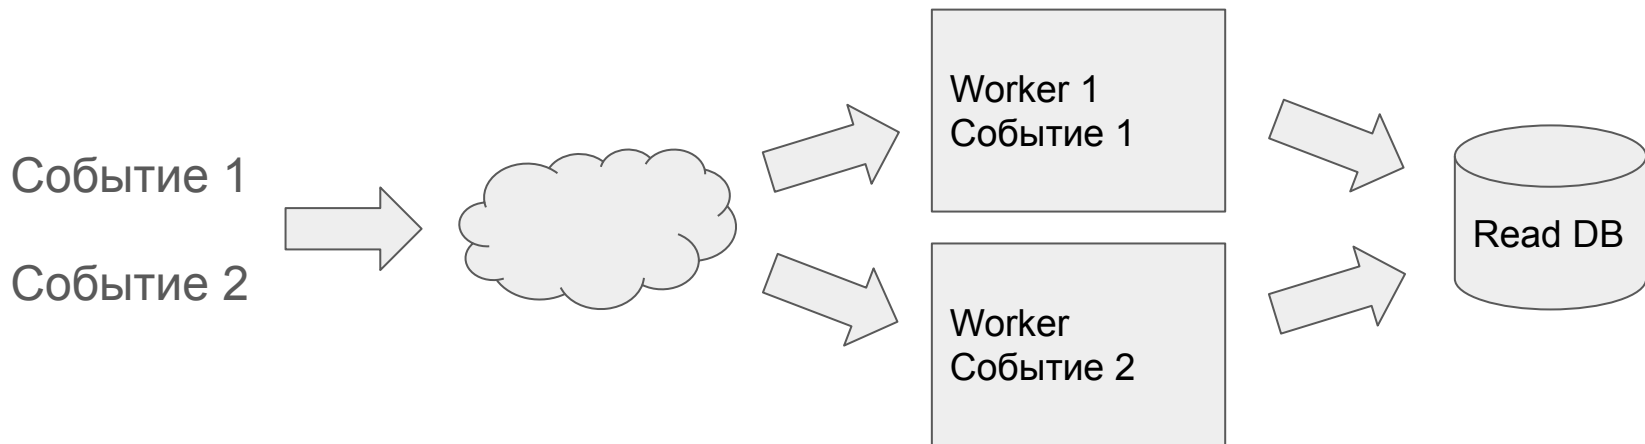 Событие 1
Событие 2
Worker 1
Событие 1
Worker
Событие 2
Read DB